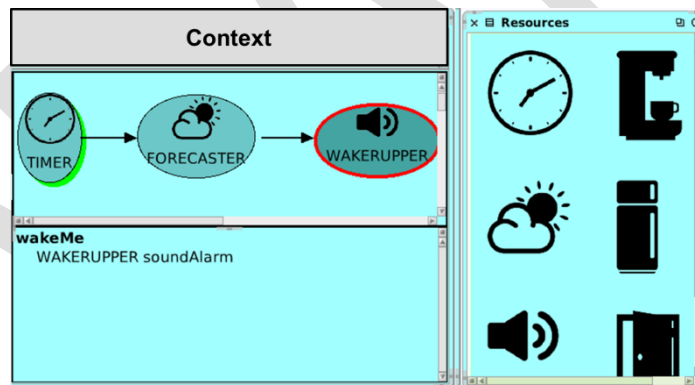 Context
Resources
TIMER
FORECASTER
WAKERUPPER
wakeMe
WAKERUPPER soundAlarm